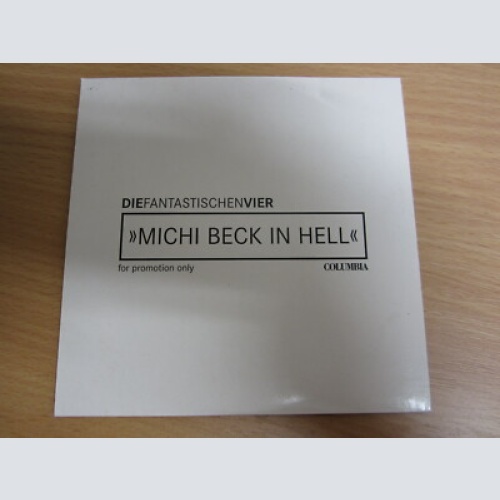 DIEFANTASTISCHENVIER
»MICHI BECK IN HELL«
for promotion only COLUMBIA